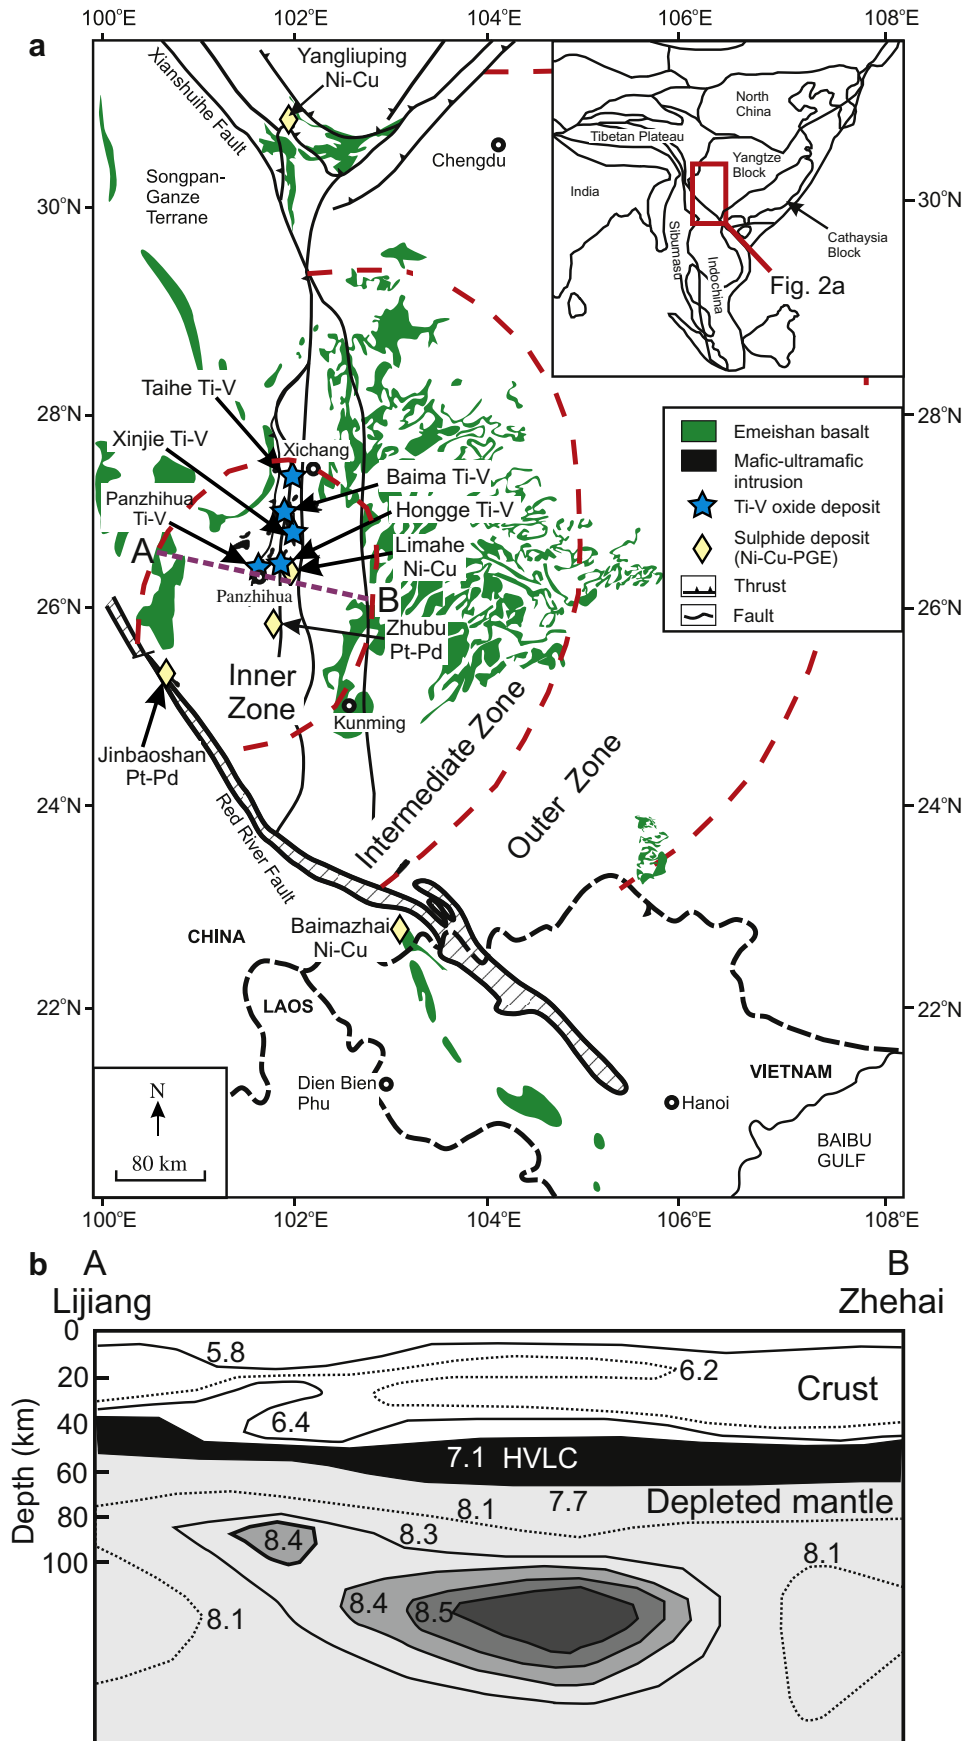 100°E 102°E 104°E 106°E 108°E
a
Yangliuping
Ni-Cu
Xianshuihe Fault
Chengdu
Songpan-
Ganze
Terrane
30°N
30°N
North
China
Tibetan Plateau
Yangtze
Block
India
Sibumasu
Indochina
Cathaysia
Block
Fig. 2a
Taihe Ti-V
28°N
28°N
Xinjie Ti-V
Xichang
Baima Ti-V
Panzhihua
Ti-V
Hongge Ti-V
A
Limahe
Ni-Cu
Panzhihua
B
26°N
26°N
Zhubu
Pt-Pd
Emeishan basalt
Mafic-ultramafic
intrusion
Ti-V oxide deposit
Sulphide deposit
(Ni-Cu-PGE)
Thrust
Fault
Inner
Zone
Kunming
Jinbaoshan
Pt-Pd
Intermediate Zone
Outer Zone
24°N
24°N
Red River Fault
Baimazhai
Ni-Cu
CHINA
LAOS
22°N
22°N
VIETNAM
Dien Bien
Phu
Hanoi
BAIBU
GULF
N
80 km
100°E 102°E 104°E 106°E 108°E
b A B
Lijiang Zhehai
0
5.8
6.2
20
Crust
40
6.4
7.1 HVLC
60
7.7 Depleted mantle
8.1
80
8.3
8.4
100
8.1
8.4
8.5
8.1
Depth (km)